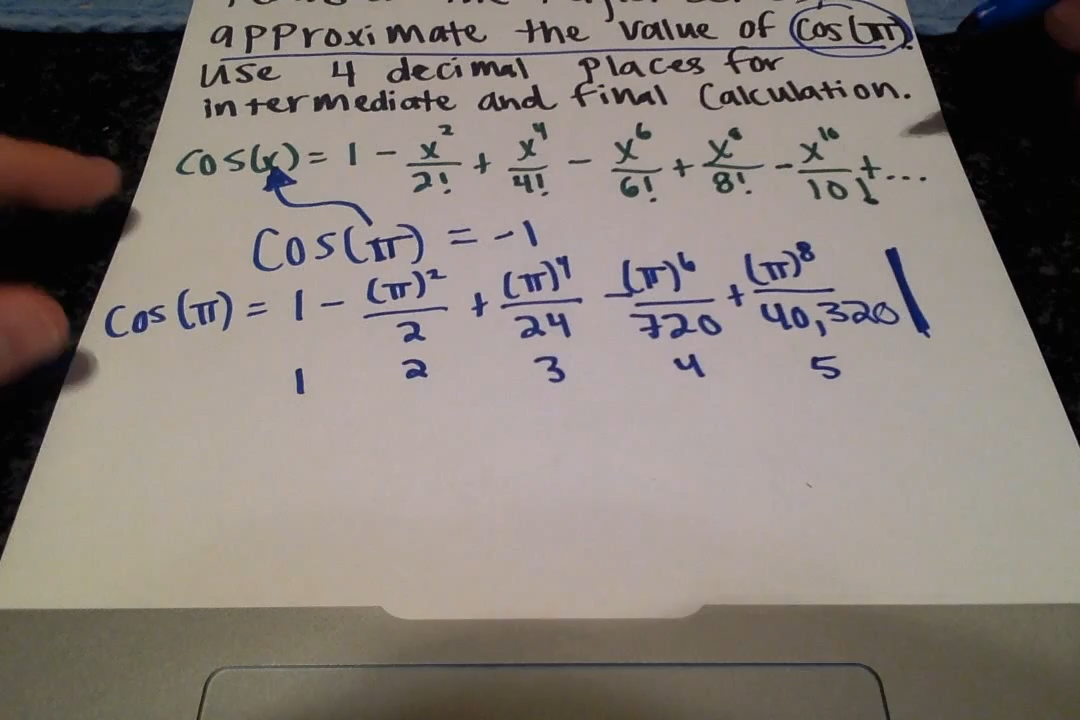 approximate the value of cos(π).
Use 4 decimal places for
intermediate and final Calculation.
cos(x) = 1 - x²/2! + x⁴/4! - x⁶/6! + x⁸/8! - x¹⁰/10! + ...
Cos(π) = -1
Cos(π) = 1 - (π)²/2 + (π)⁴/24 - (π)⁶/720 + (π)⁸/40,320 |
1 2 3 4 5